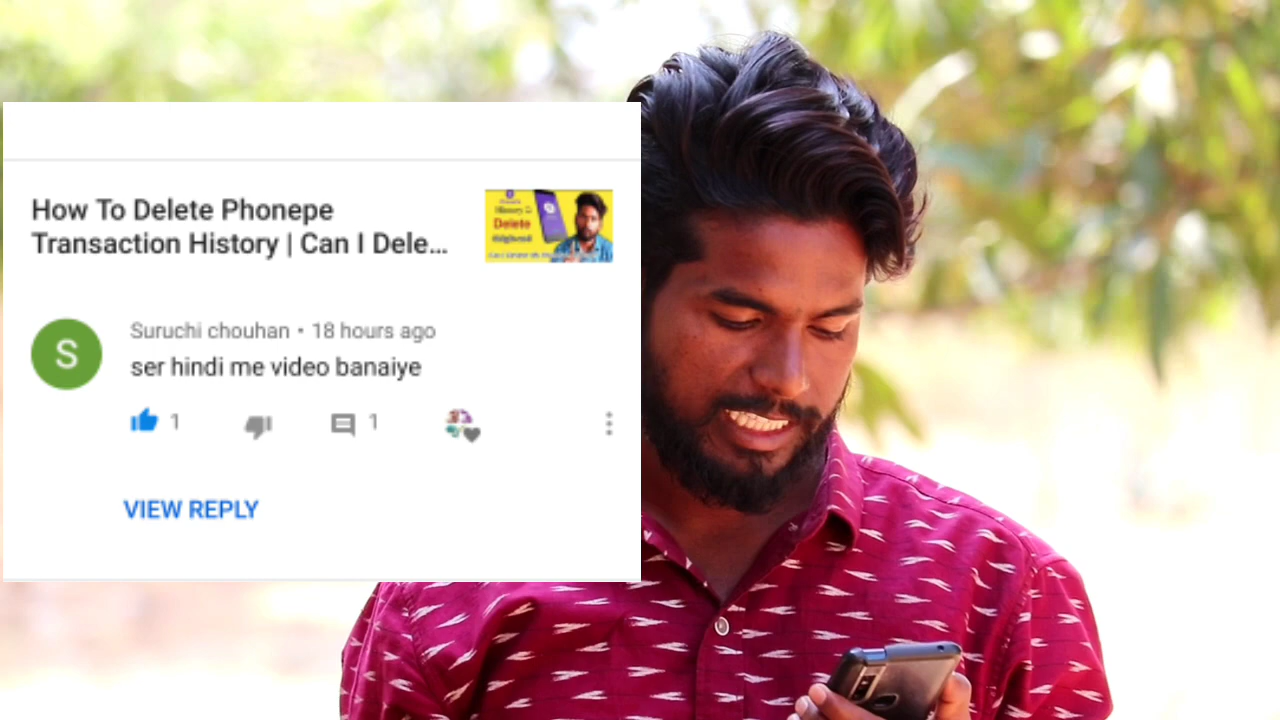 How To Delete Phonepe
Transaction History | Can I Dele...
Delete
S
Suruchi chouhan • 18 hours ago
ser hindi me video banaiye
1
1
VIEW REPLY